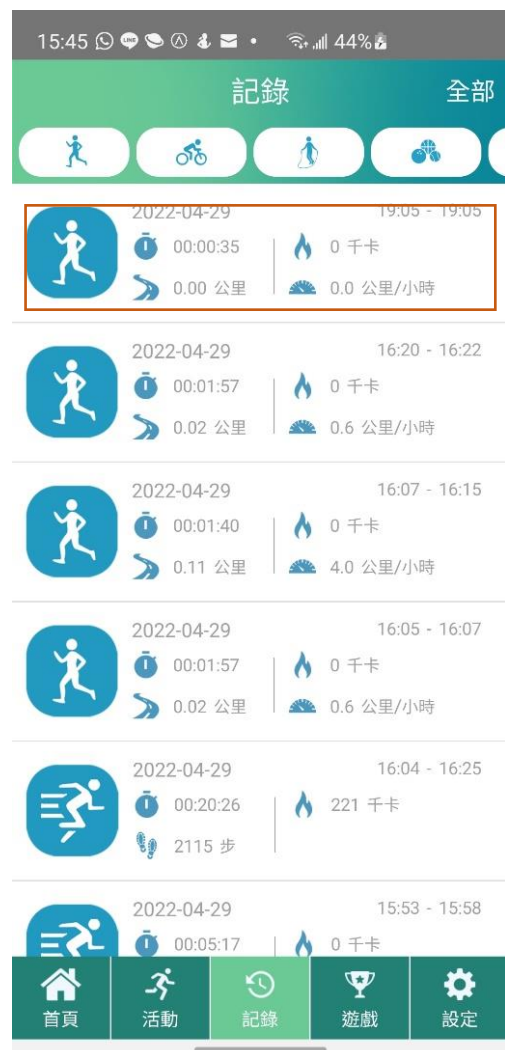 15:45 44%
記錄 全部
2022-04-29 19:05 - 19:05
00:00:35 0 千卡
0.00 公里 0.0 公里/小時
2022-04-29 16:20 - 16:22
00:01:57 0 千卡
0.02 公里 0.6 公里/小時
2022-04-29 16:07 - 16:15
00:01:40 0 千卡
0.11 公里 4.0 公里/小時
2022-04-29 16:05 - 16:07
00:01:57 0 千卡
0.02 公里 0.6 公里/小時
2022-04-29 16:04 - 16:25
00:20:26 221 千卡
2115 步
2022-04-29 15:53 - 15:58
00:05:17 0 千卡
首頁 活動 記錄 遊戲 設定